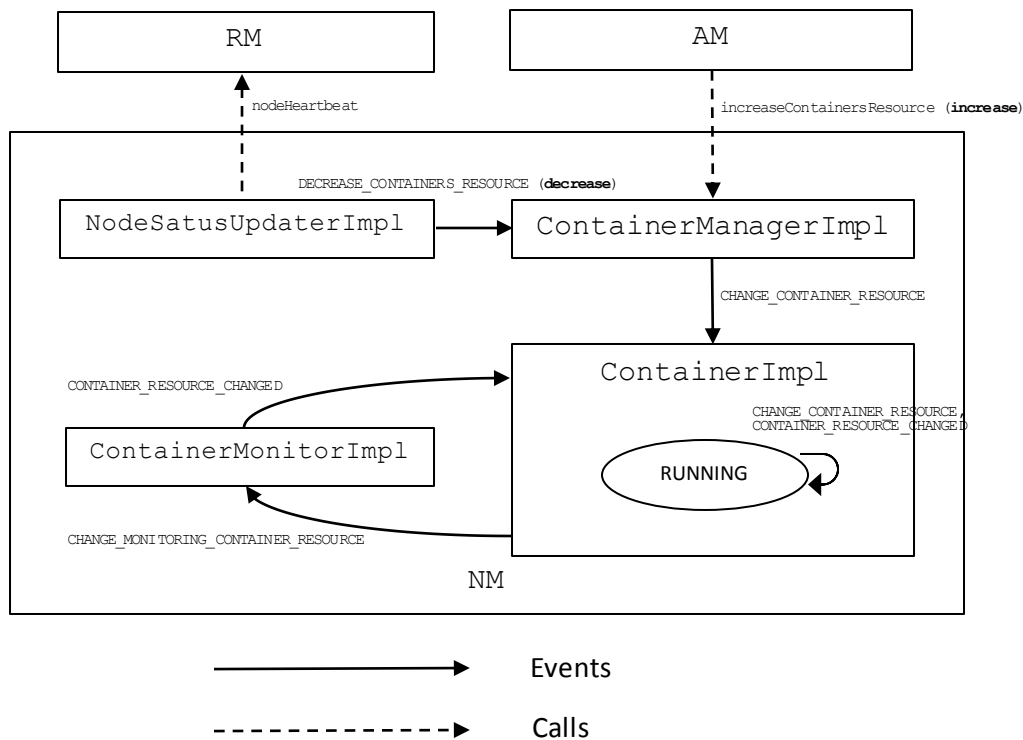 RM
AM
nodeHeartbeat
increaseContainersResource (increase)
DECREASE_CONTAINERS_RESOURCE (decrease)
NodeSatusUpdaterImpl
ContainerManagerImpl
CHANGE_CONTAINER_RESOURCE
ContainerImpl
CONTAINER_RESOURCE_CHANGED
CHANGE_CONTAINER_RESOURCE,
CONTAINER_RESOURCE_CHANGED
ContainerMonitorImpl
RUNNING
CHANGE_MONITORING_CONTAINER_RESOURCE
NM
Events
Calls